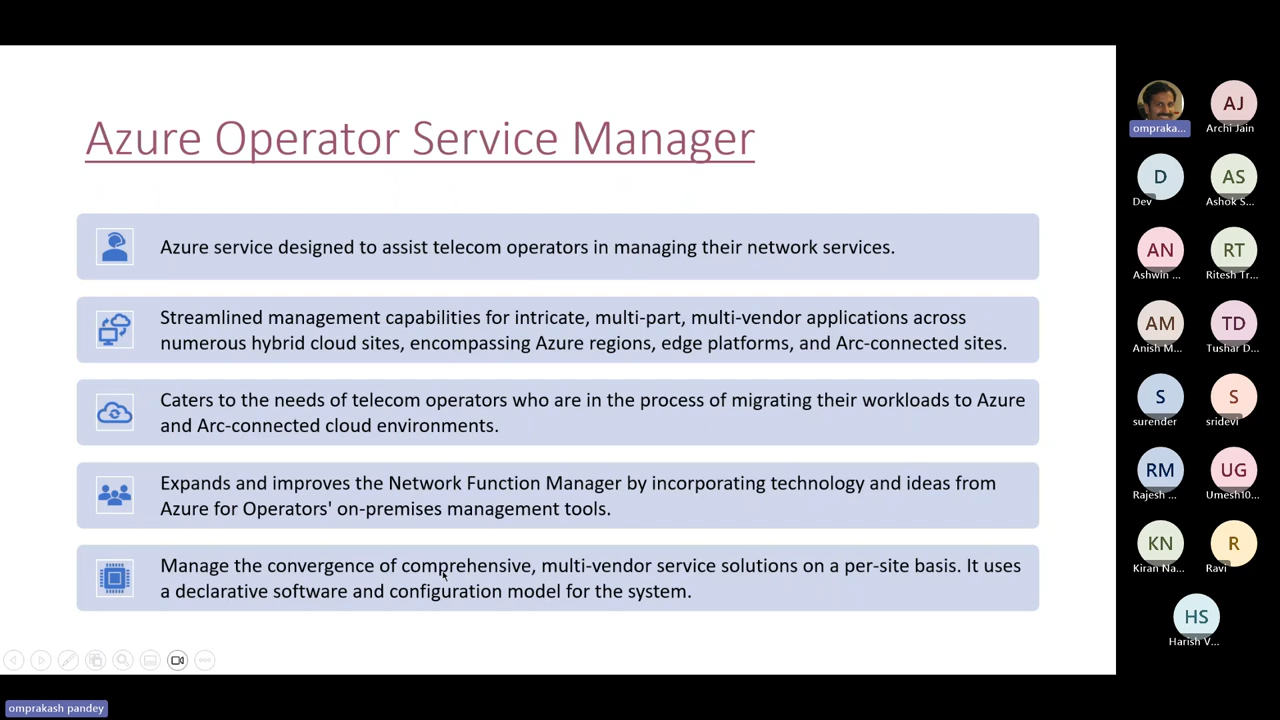 Azure Operator Service Manager
Azure service designed to assist telecom operators in managing their network services.
Streamlined management capabilities for intricate, multi-part, multi-vendor applications across
numerous hybrid cloud sites, encompassing Azure regions, edge platforms, and Arc-connected sites.
Caters to the needs of telecom operators who are in the process of migrating their workloads to Azure
and Arc-connected cloud environments.
Expands and improves the Network Function Manager by incorporating technology and ideas from
Azure for Operators' on-premises management tools.
Manage the convergence of comprehensive, multi-vendor service solutions on a per-site basis. It uses
a declarative software and configuration model for the system.
omprakash pandey
ompraka...
AJ
Archi Jain
D
Dev
AS
Ashok S...
AN
Ashwin ...
RT
Ritesh Tr...
AM
Anish M...
TD
Tushar D...
S
surender
S
sridevi
RM
Rajesh ...
UG
Umesh10...
KN
Kiran Na...
R
Ravi
HS
Harish V...